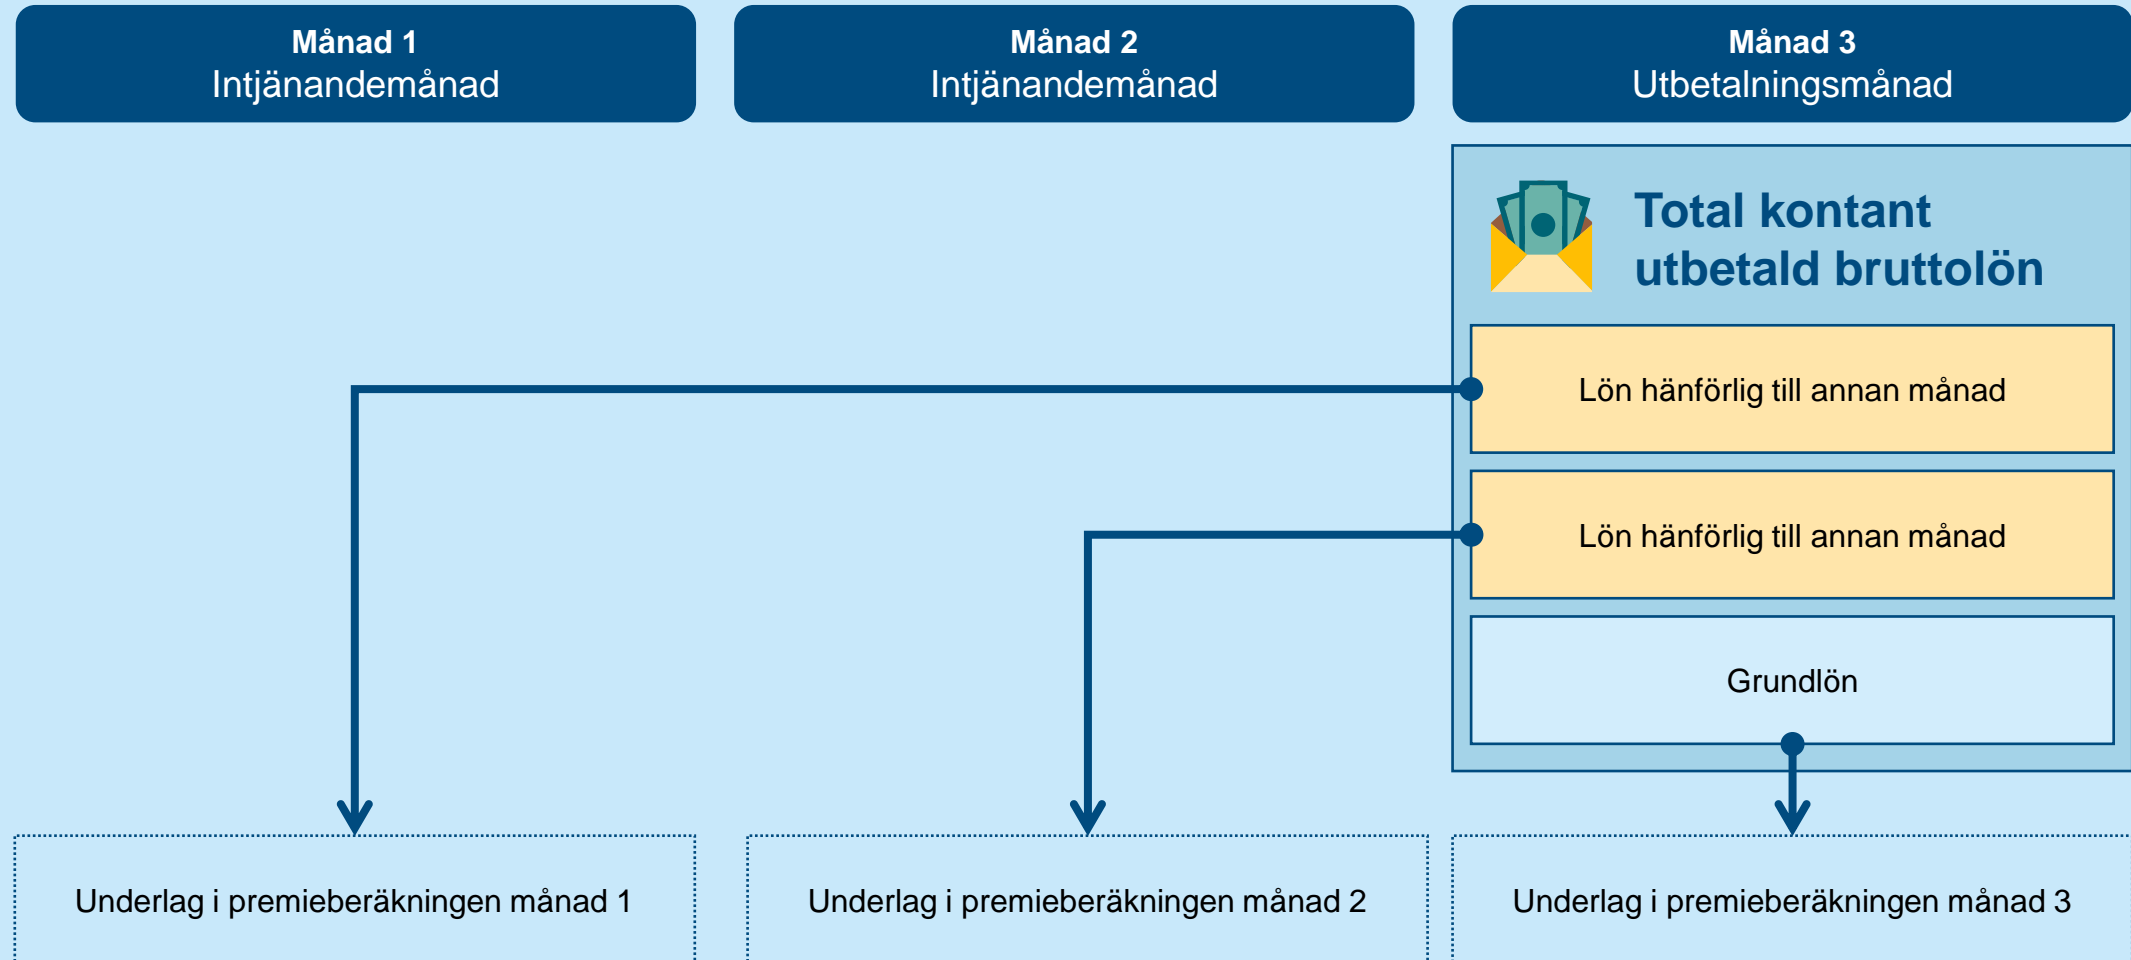 Månad 1
Intjänandemånad
Månad 2
Intjänandemånad
Månad 3
Utbetalningsmånad
Total kontant
utbetald bruttolön
Lön hänförlig till annan månad
Lön hänförlig till annan månad
Grundlön
Underlag i premieberäkningen månad 1
Underlag i premieberäkningen månad 2
Underlag i premieberäkningen månad 3